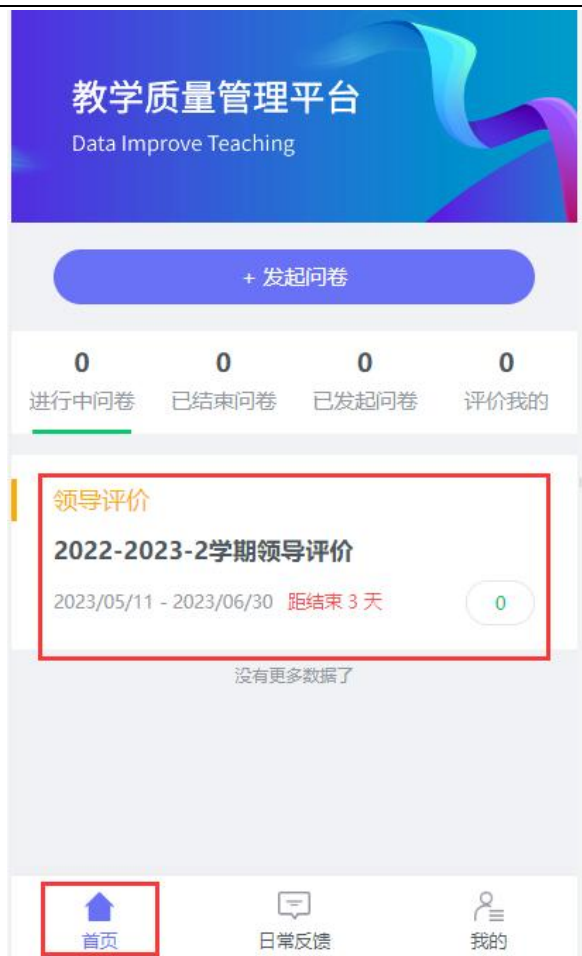 教学质量管理平台
Data Improve Teaching
+ 发起问卷
0 0 0 0
进行中问卷 已结束问卷 已发起问卷 评价我的
领导评价
2022-2023-2学期领导评价
2023/05/11 - 2023/06/30 距结束 3 天 0
没有更多数据了
首页 日常反馈 我的